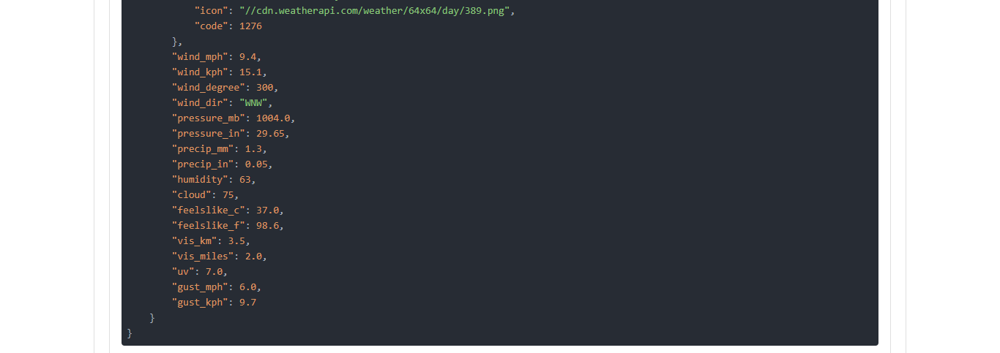 "icon": "//cdn.weatherapi.com/weather/64x64/day/389.png",
"code": 1276
},
"wind_mph": 9.4,
"wind_kph": 15.1,
"wind_degree": 300,
"wind_dir": "WNW",
"pressure_mb": 1004.0,
"pressure_in": 29.65,
"precip_mm": 1.3,
"precip_in": 0.05,
"humidity": 63,
"cloud": 75,
"feelslike_c": 37.0,
"feelslike_f": 98.6,
"vis_km": 3.5,
"vis_miles": 2.0,
"uv": 7.0,
"gust_mph": 6.0,
"gust_kph": 9.7
}
}